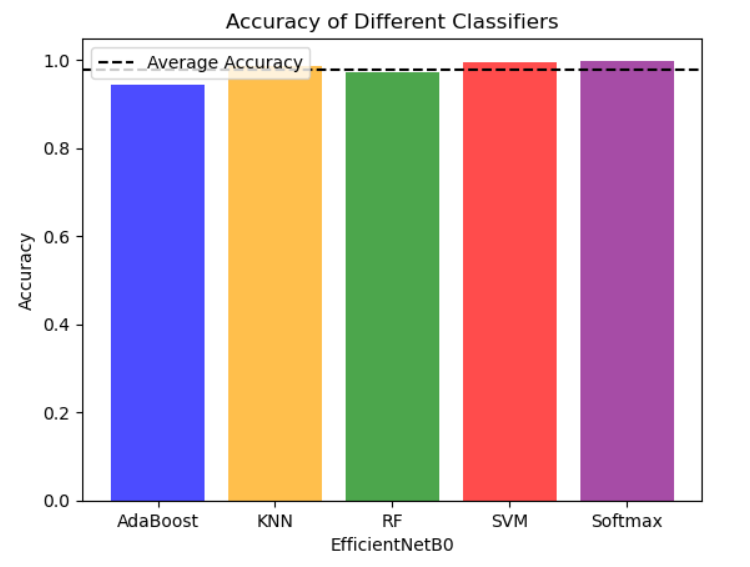 Accuracy of Different Classifiers
Average Accuracy
Accuracy
1.0
0.8
0.6
0.4
0.2
0.0
AdaBoost KNN RF SVM Softmax
EfficientNetB0